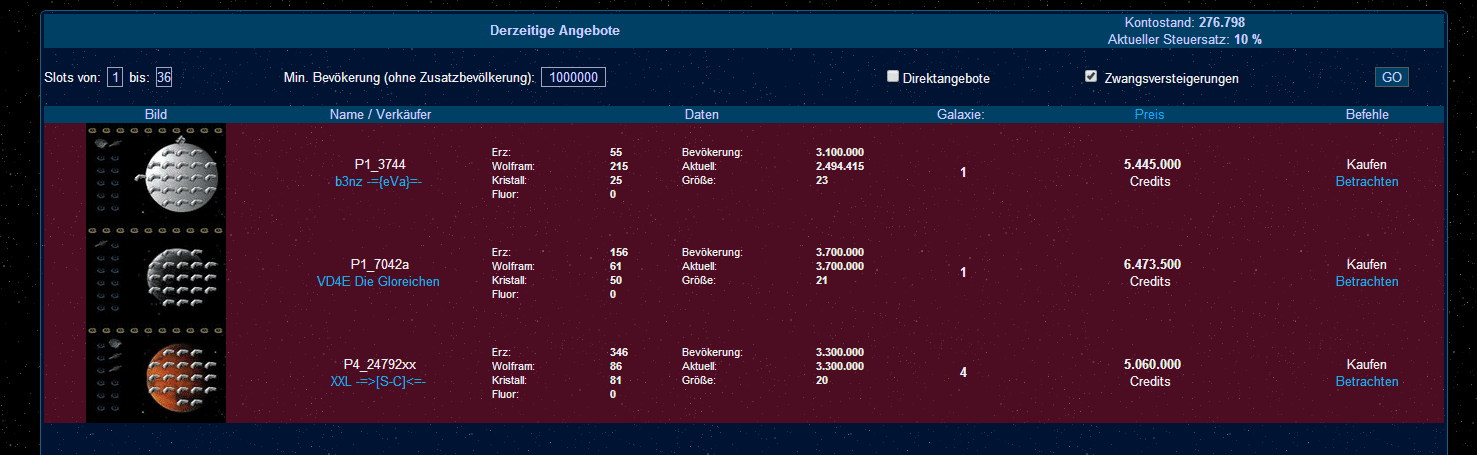 Derzeitige Angebote
Kontostand: 276.798
Aktueller Steuersatz: 10 %
Slots von: 1 bis: 36 Min. Bevökerung (ohne Zusatzbevölkerung): 1000000 Direktangebote Zwangsversteigerungen GO
Bild Name / Verkäufer Daten Galaxie: Preis Befehle
P1_3744
b3nz -={eVa}=-
Erz: 55
Wolfram: 215
Kristall: 25
Fluor: 0
Bevökerung: 3.100.000
Aktuell: 2.494.415
Größe: 23
1
5.445.000
Credits
Kaufen
Betrachten
P1_7042a
VD4E Die Gloreichen
Erz: 156
Wolfram: 61
Kristall: 50
Fluor: 0
Bevökerung: 3.700.000
Aktuell: 3.700.000
Größe: 21
1
6.473.500
Credits
Kaufen
Betrachten
P4_24792xx
XXL -=>[S-C]<=-
Erz: 346
Wolfram: 86
Kristall: 81
Fluor: 0
Bevökerung: 3.300.000
Aktuell: 3.300.000
Größe: 20
4
5.060.000
Credits
Kaufen
Betrachten